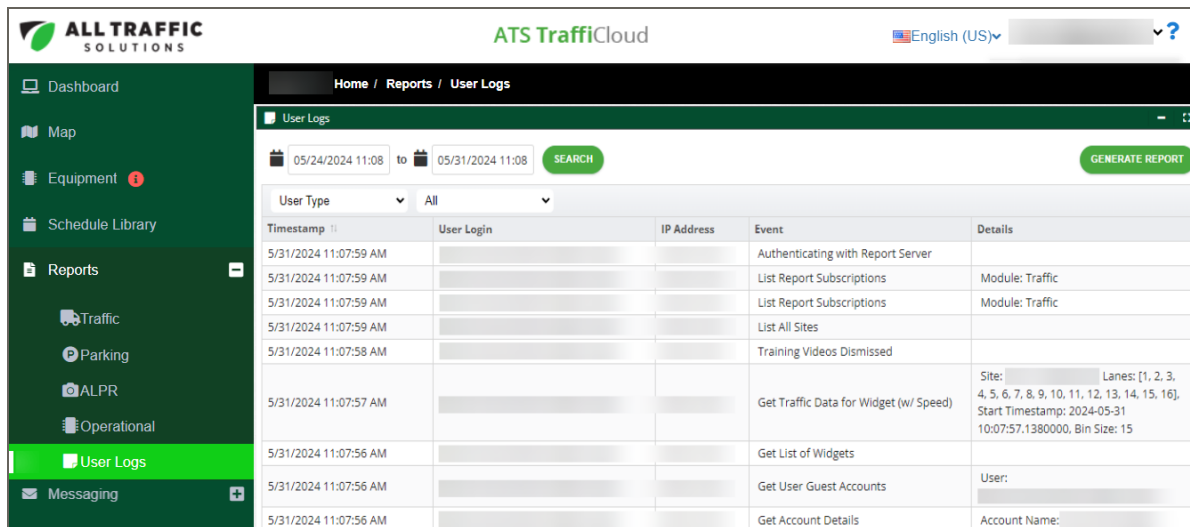 ALL TRAFFIC
SOLUTIONS
ATS TraffiCloud
English (US)
?
Dashboard
Map
Equipment
Schedule Library
Reports
Traffic
Parking
ALPR
Operational
User Logs
Messaging
Home / Reports / User Logs
User Logs
05/24/2024 11:08 to 05/31/2024 11:08 SEARCH GENERATE REPORT
User Type All
Timestamp User Login IP Address Event Details
5/31/2024 11:07:59 AM Authenticating with Report Server
5/31/2024 11:07:59 AM List Report Subscriptions Module: Traffic
5/31/2024 11:07:59 AM List Report Subscriptions Module: Traffic
5/31/2024 11:07:59 AM List All Sites
5/31/2024 11:07:58 AM Training Videos Dismissed
5/31/2024 11:07:57 AM Get Traffic Data for Widget (w/ Speed) Site: Lanes: [1, 2, 3,
4, 5, 6, 7, 8, 9, 10, 11, 12, 13, 14, 15, 16],
Start Timestamp: 2024-05-31
10:07:57.1380000, Bin Size: 15
5/31/2024 11:07:56 AM Get List of Widgets
5/31/2024 11:07:56 AM Get User Guest Accounts User:
5/31/2024 11:07:56 AM Get Account Details Account Name: